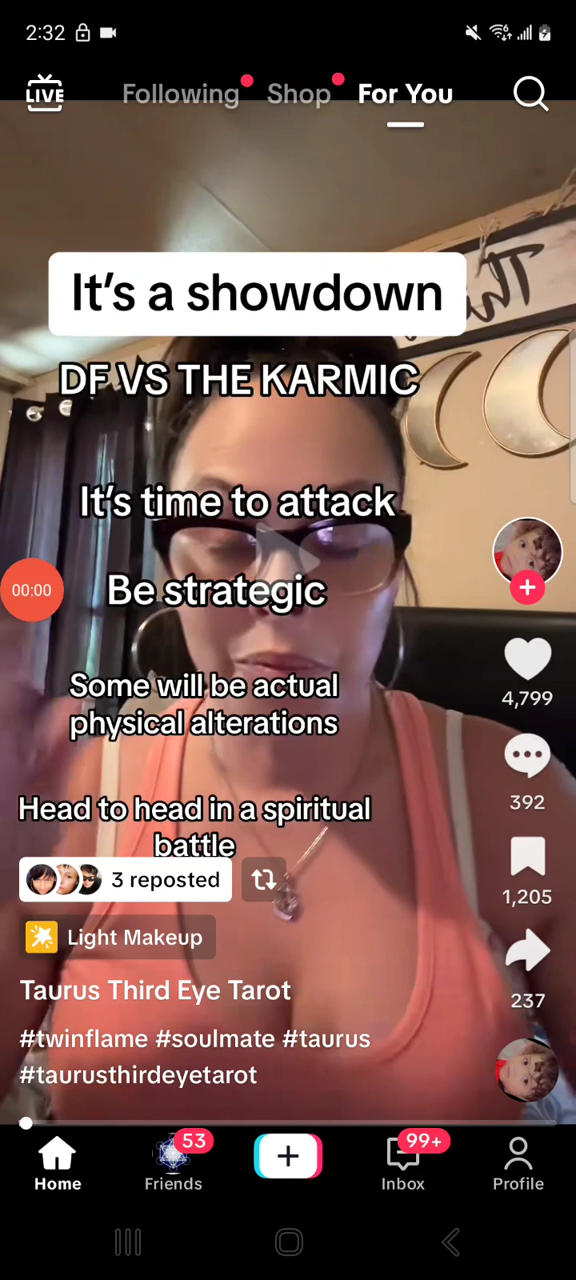 2:32
LIVE
Following
Shop
For You
It's a showdown
DF VS THE KARMIC
It's time to attack
Be strategic
00:00
Some will be actual
physical alterations
4,799
392
Head to head in a spiritual
battle
3 reposted
1,205
Light Makeup
Taurus Third Eye Tarot
237
#twinflame #soulmate #taurus
#taurusthirdeyetarot
53
99+
Home
Friends
Inbox
Profile